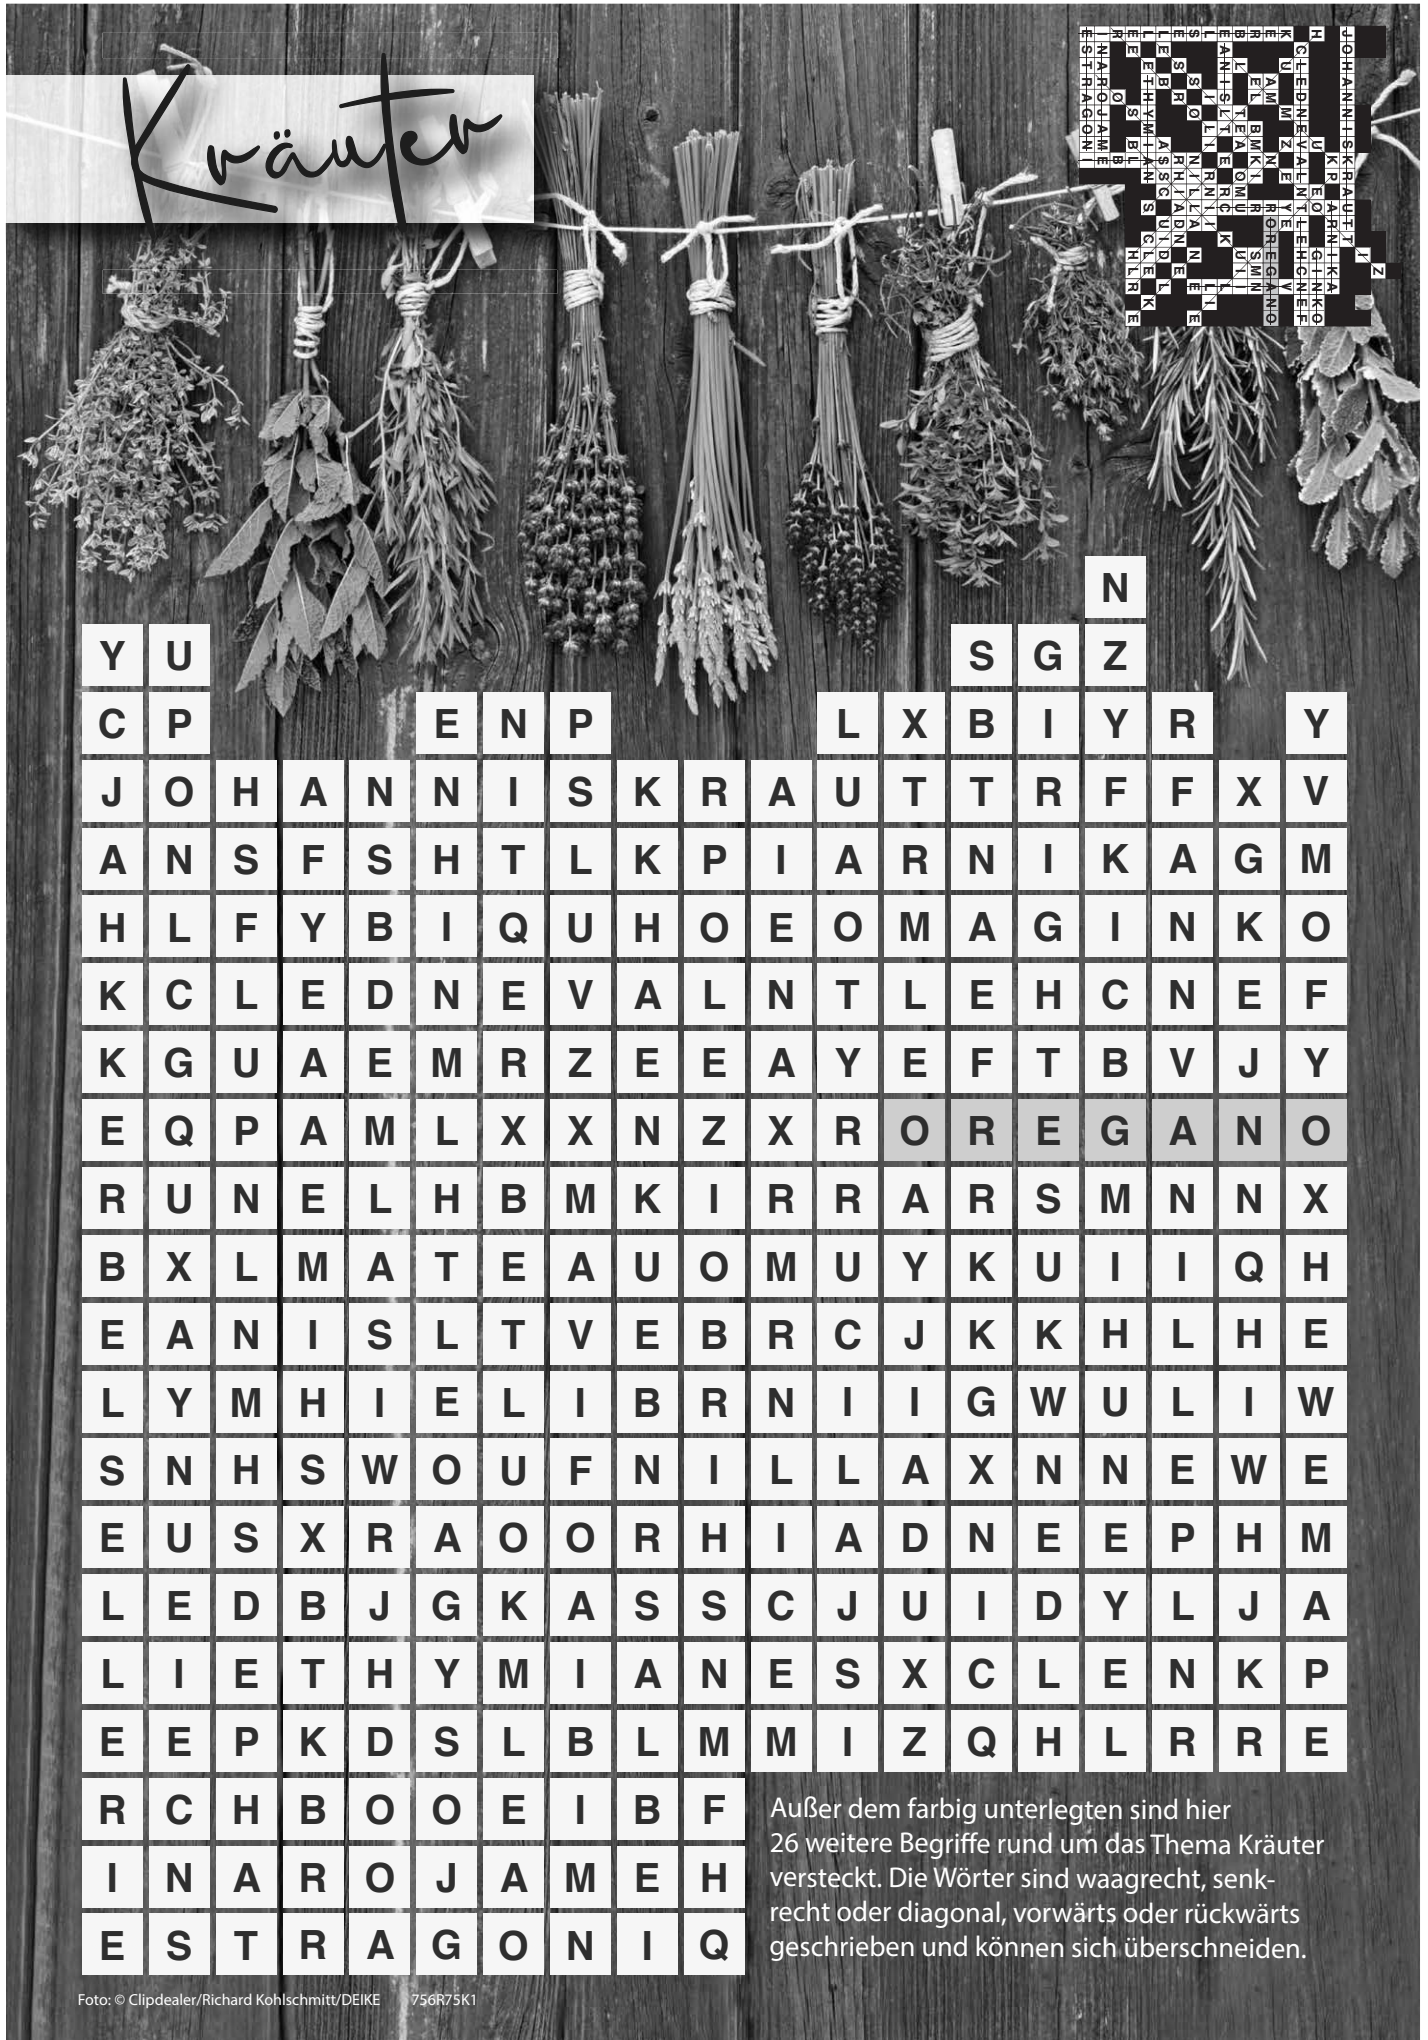 Kräuter
N
Y U S G Z
C P E N P L X B I Y R Y
J O H A N N I S K R A U T T R F F X V
A N S F S H T L K P I A R N I K A G M
H L F Y B I Q U H O E O M A G I N K O
K C L E D N E V A L N T L E H C N E F
K G U A E M R Z E E A Y E F T B V J Y
E Q P A M L X X N Z X R O R E G A N O
R U N E L H B M K I R R A R S M N N X
B X L M A T E A U O M U Y K U I I Q H
E A N I S L T V E B R C J K K H L H E
L Y M H I E L I B R N I I G W U L I W
S N H S W O U F N I L L A X N N E W E
E U S X R A O O R H I A D N E E P H M
L E D B J G K A S S C J U I D Y L J A
L I E T H Y M I A N E S X C L E N K P
E E P K D S L B L M M I Z Q H L R R E
R C H B O O E I B F
I N A R O J A M E H
E S T R A G O N I Q
Außer dem farbig unterlegten sind hier
26 weitere Begriffe rund um das Thema Kräuter
versteckt. Die Wörter sind waagrecht, senk-
recht oder diagonal, vorwärts oder rückwärts
geschrieben und können sich überschneiden.
Foto: © Clipdealer/Richard Kohlschmitt/DEIKE 756R75K1